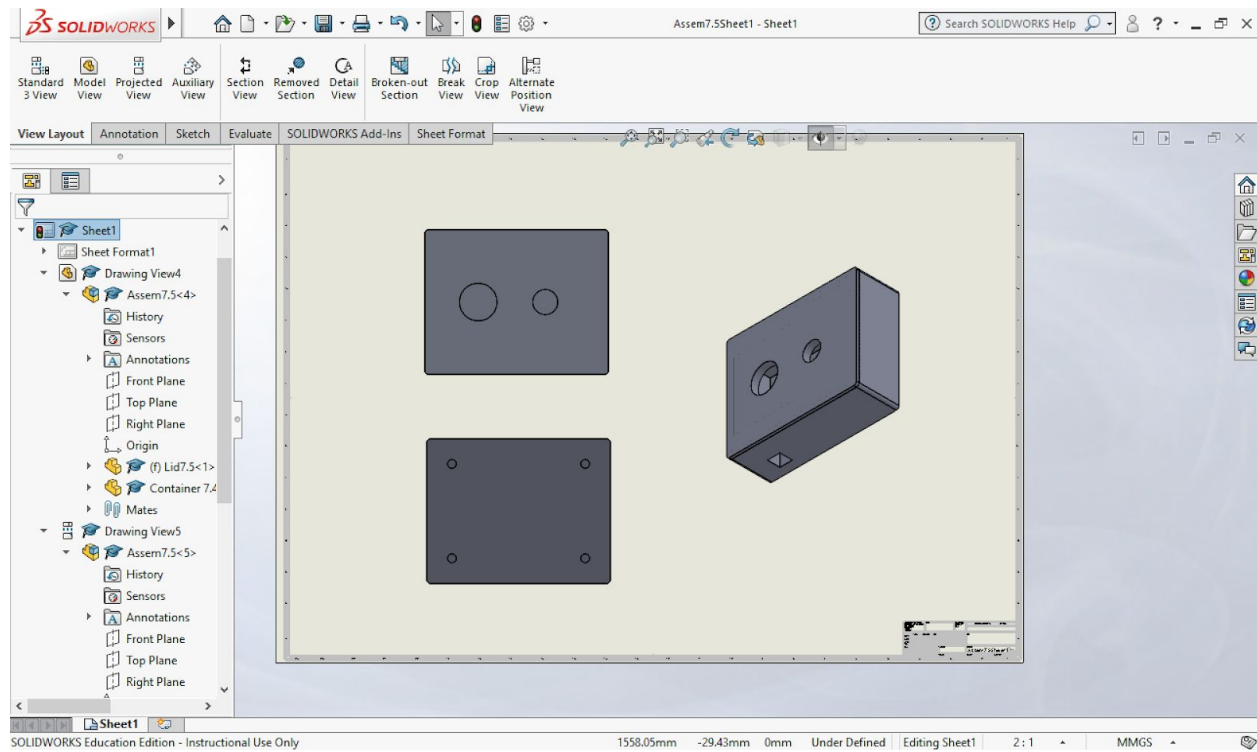 SOLIDWORKS
Assem7.5Sheet1 - Sheet1
Search SOLIDWORKS Help
?
Standard 3 View
Model View
Projected View
Auxiliary View
Section View
Removed Section
Detail View
Broken-out Section
Break View
Crop View
Alternate Position View
View Layout
Annotation
Sketch
Evaluate
SOLIDWORKS Add-Ins
Sheet Format
Sheet1
Sheet Format1
Drawing View4
Assem7.5<4>
History
Sensors
Annotations
Front Plane
Top Plane
Right Plane
Origin
(f) Lid7.5<1>
Container 7.4
Mates
Drawing View5
Assem7.5<5>
History
Sensors
Annotations
Front Plane
Top Plane
Right Plane
Sheet1
SOLIDWORKS Education Edition - Instructional Use Only
1558.05mm -29.43mm 0mm Under Defined Editing Sheet1 2:1 MMGS